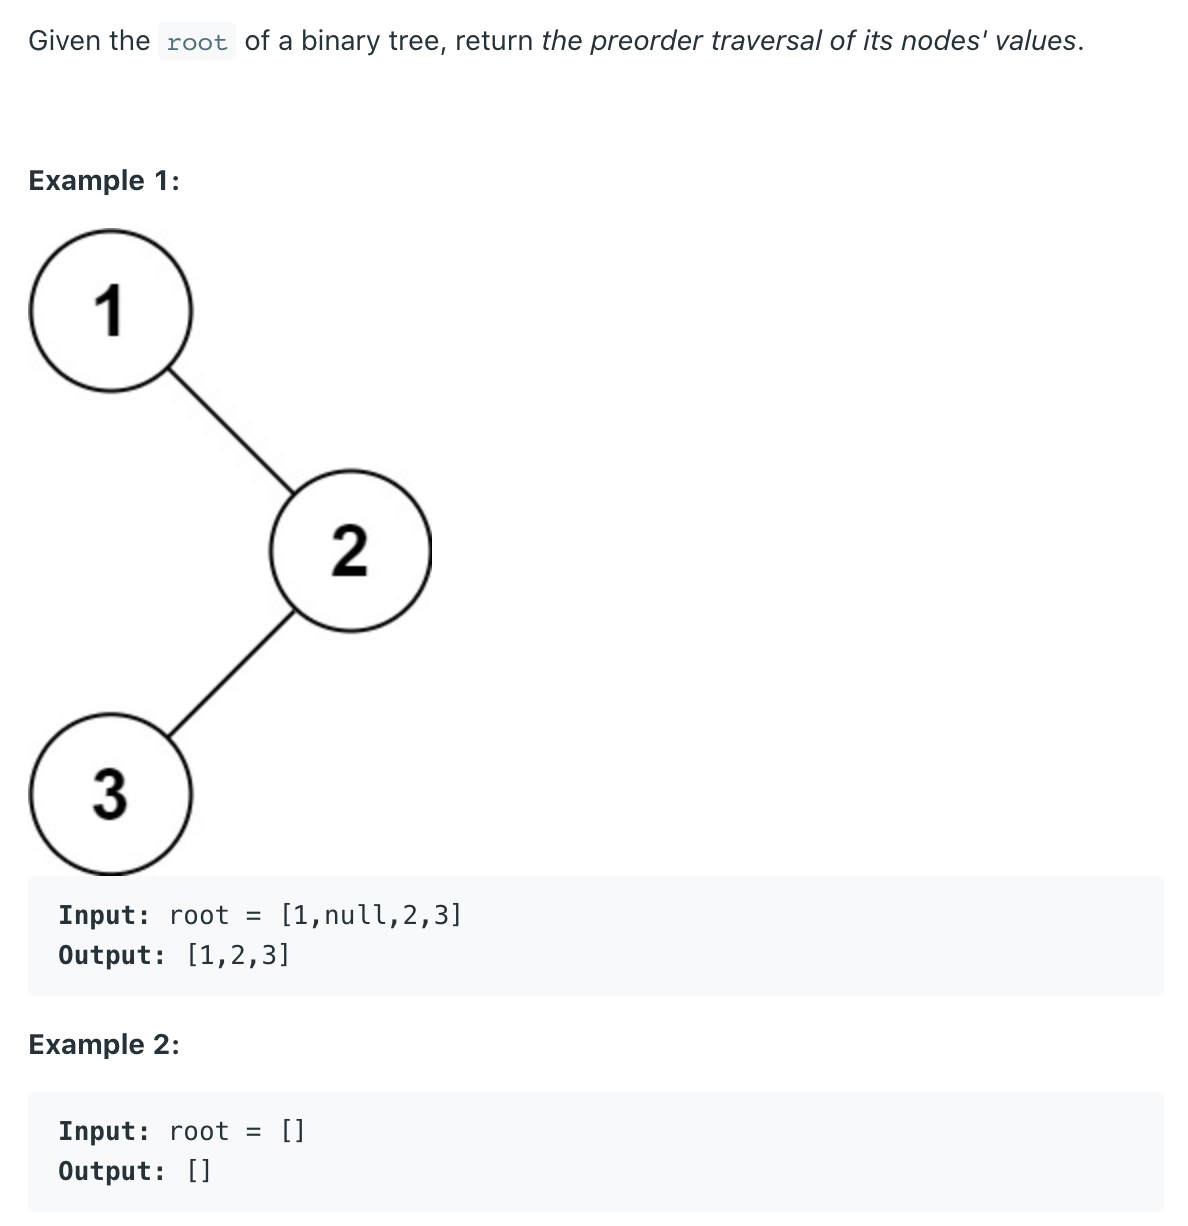 Given the root of a binary tree, return the preorder traversal of its nodes' values.
Example 1:
1
2
3
Input: root = [1,null,2,3]
Output: [1,2,3]
Example 2:
Input: root = []
Output: []